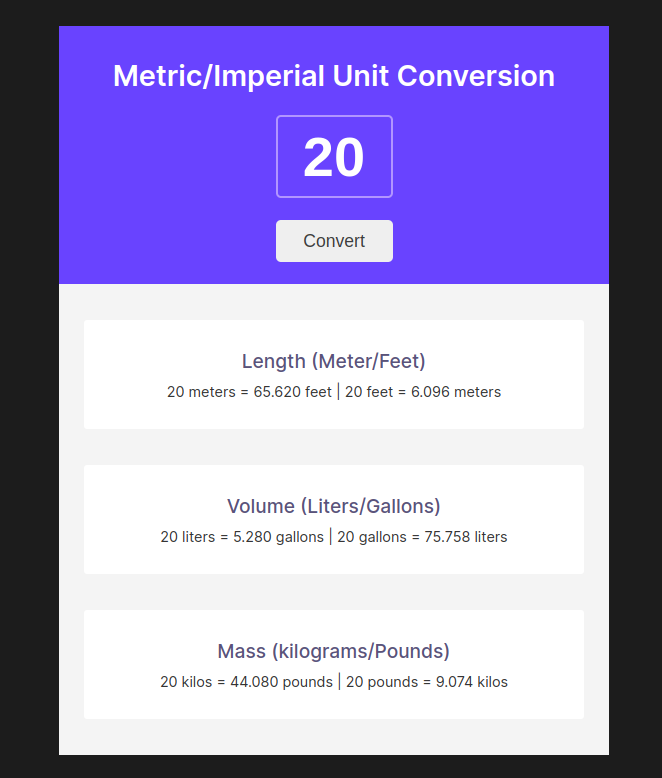 Metric/Imperial Unit Conversion
20
Convert
Length (Meter/Feet)
20 meters = 65.620 feet | 20 feet = 6.096 meters
Volume (Liters/Gallons)
20 liters = 5.280 gallons | 20 gallons = 75.758 liters
Mass (kilograms/Pounds)
20 kilos = 44.080 pounds | 20 pounds = 9.074 kilos